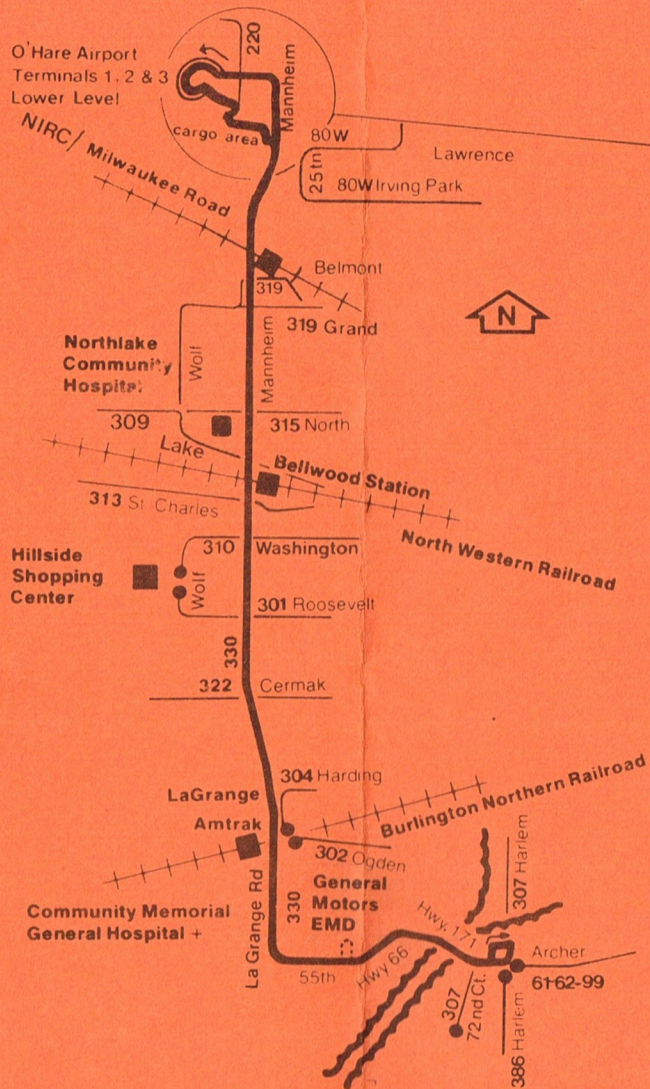 O'Hare Airport
Terminals 1, 2 & 3
Lower Level
220
Mannheim
cargo area
NIRC/ Milwaukee Road
80W
Lawrence
25th
80W Irving Park
Belmont
319
319 Grand
N
Northlake
Community
Hospital
Wolf
Mannheim
309
315 North
Lake
Bellwood Station
313 St. Charles
North Western Railroad
310
Washington
Hillside
Shopping
Center
Wolf
301 Roosevelt
330
322
Cermak
304 Harding
LaGrange
Amtrak
Burlington Northern Railroad
302 Ogden
La Grange Rd
330
General
Motors
EMD
307 Harlem
Community Memorial
General Hospital +
Hwy. 171
Archer
55th
Hwy 66
61-62-99
307
72nd Ct.
386 Harlem